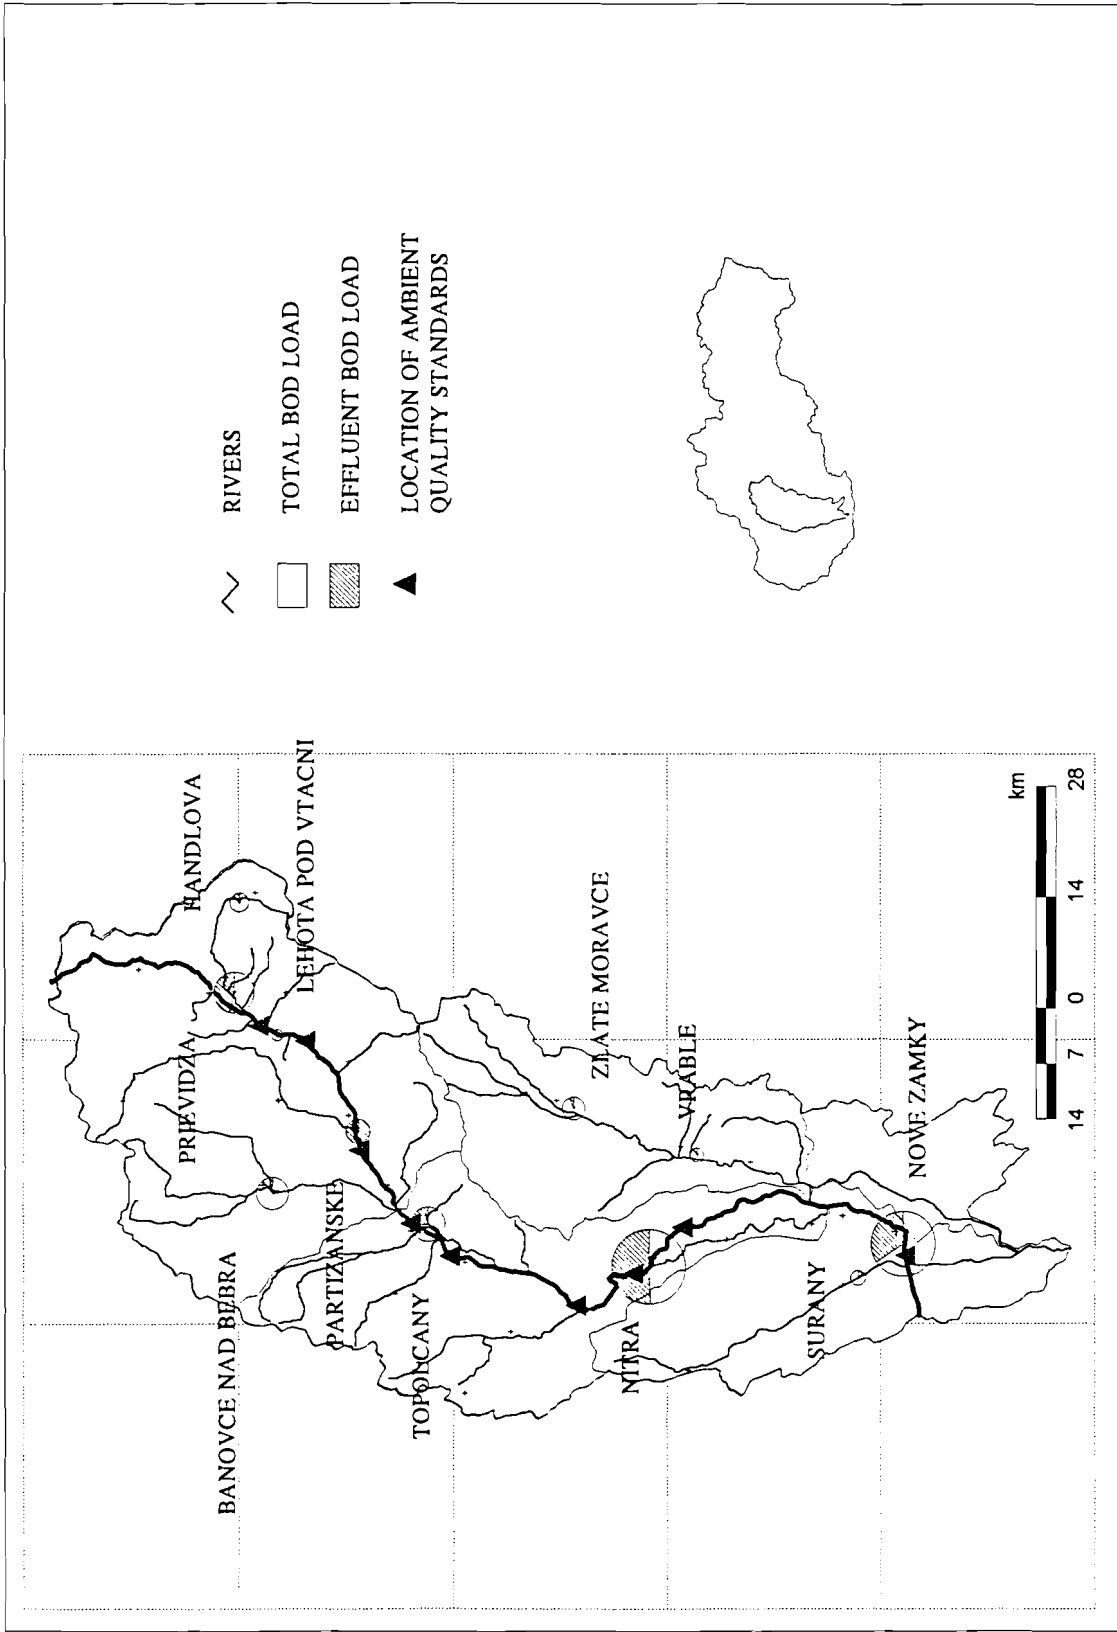 RIVERS
TOTAL BOD LOAD
EFFLUENT BOD LOAD
LOCATION OF AMBIENT
QUALITY STANDARDS
HANDLOVA
LEHOTA POD VTACNI
PRIEVIDZA
BANOVCE NAD BEBRA
PARTIZANSKE
TOPOLCANY
ZLATE MORAVCE
VRABLE
NITRA
SURANY
NOVE ZAMKY
km
14 7 0 14 28